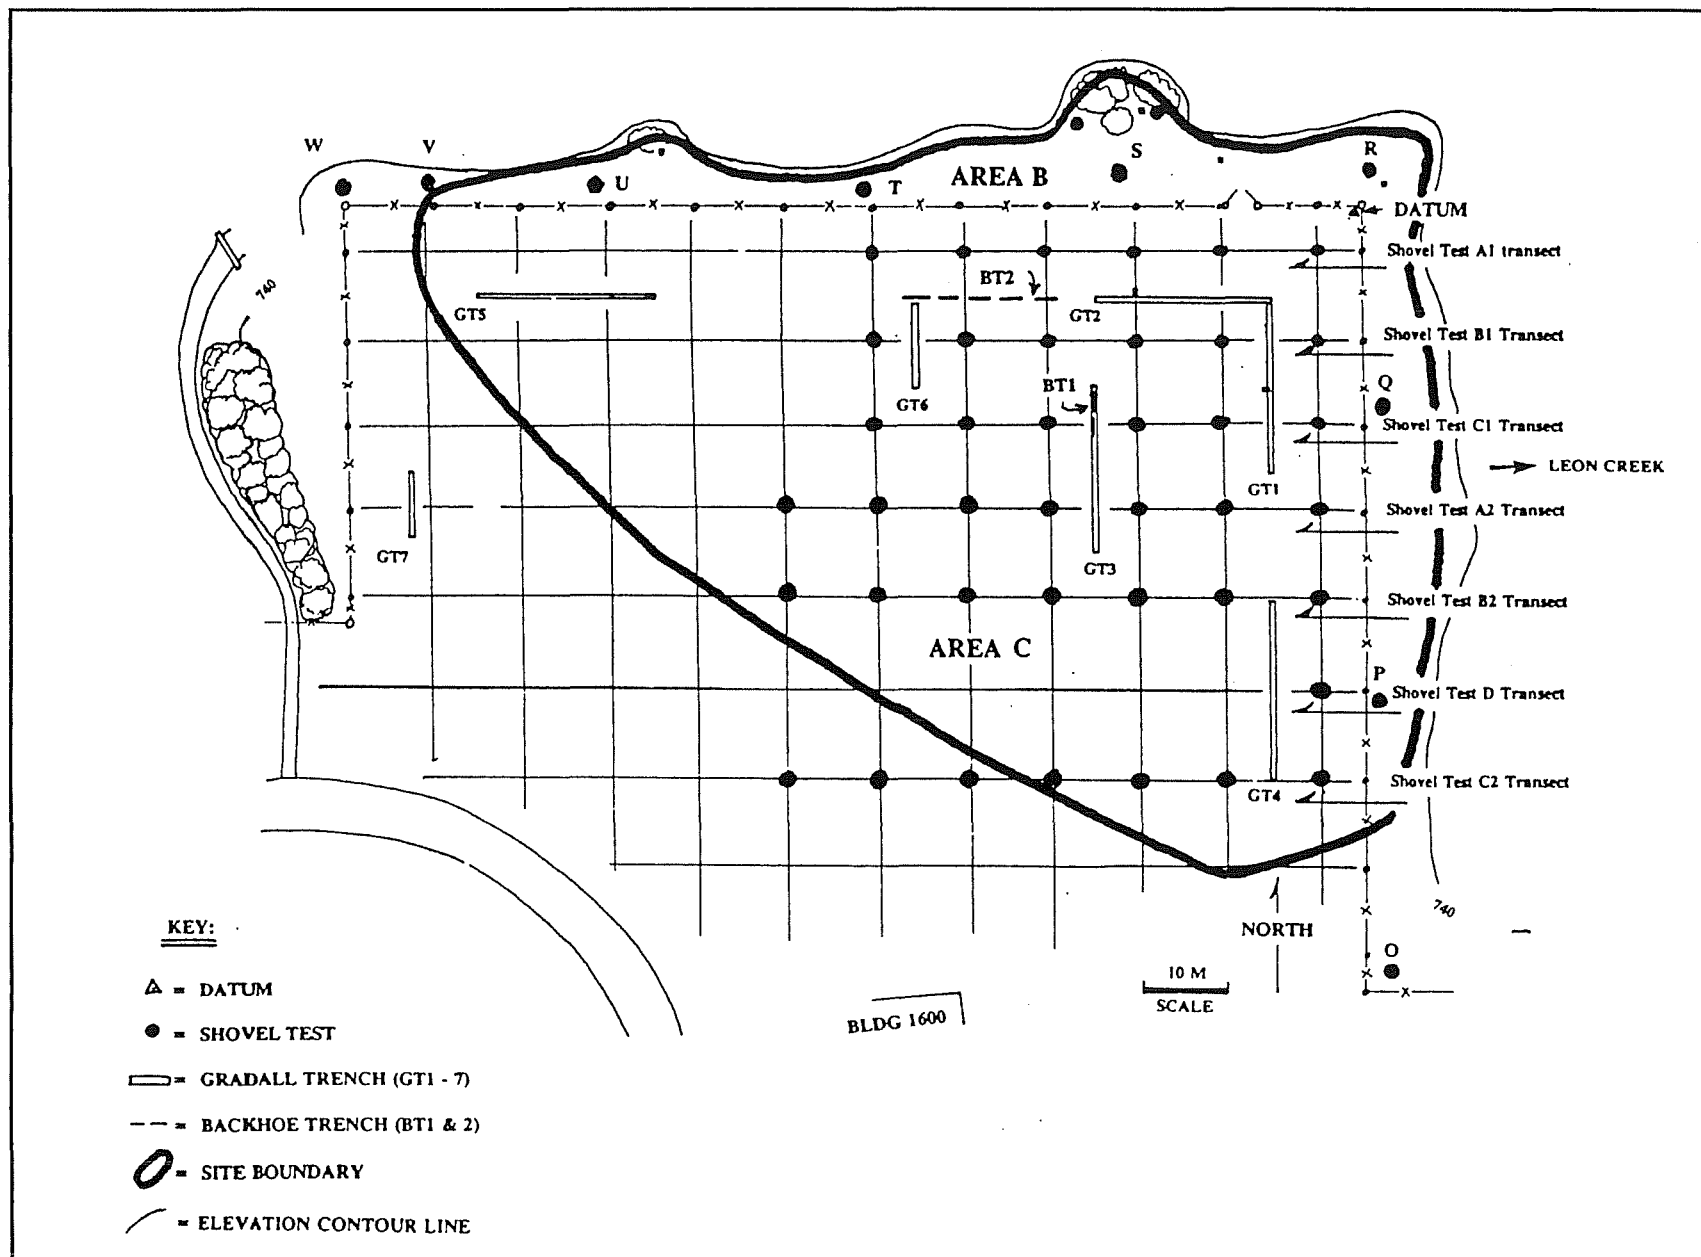 W
V
U
T
AREA B
S
R
DATUM
Shovel Test A1 transect
740
GT5
BT2
GT2
Shovel Test B1 Transect
GT6
BT1
Q
Shovel Test C1 Transect
LEON CREEK
GT1
Shovel Test A2 Transect
GT7
GT3
Shovel Test B2 Transect
AREA C
P
Shovel Test D Transect
GT4
Shovel Test C2 Transect
740
NORTH
O
10 M
SCALE
BLDG 1600
KEY:
= DATUM
= SHOVEL TEST
= GRADALL TRENCH (GT1 - 7)
= BACKHOE TRENCH (BT1 & 2)
= SITE BOUNDARY
= ELEVATION CONTOUR LINE